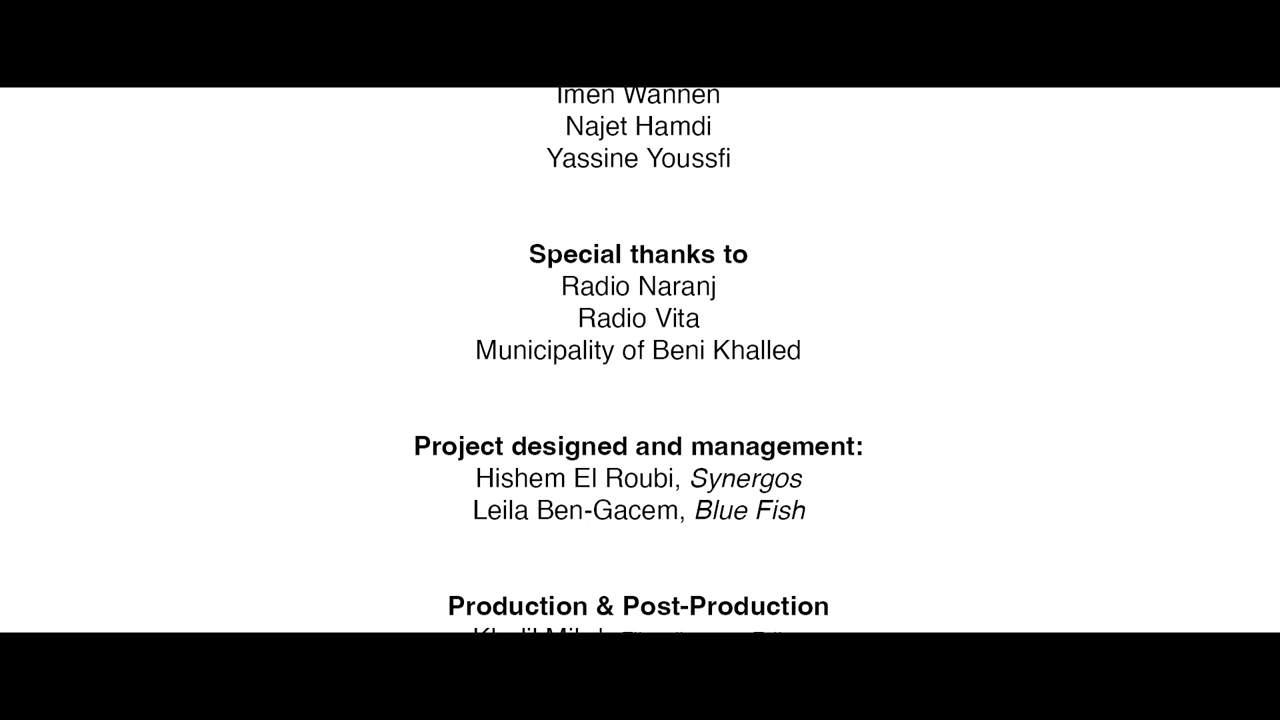 Imen Wannen
Najet Hamdi
Yassine Youssfi
Special thanks to
Radio Naranj
Radio Vita
Municipality of Beni Khalled
Project designed and management:
Hishem El Roubi, Synergos
Leila Ben-Gacem, Blue Fish
Production & Post-Production